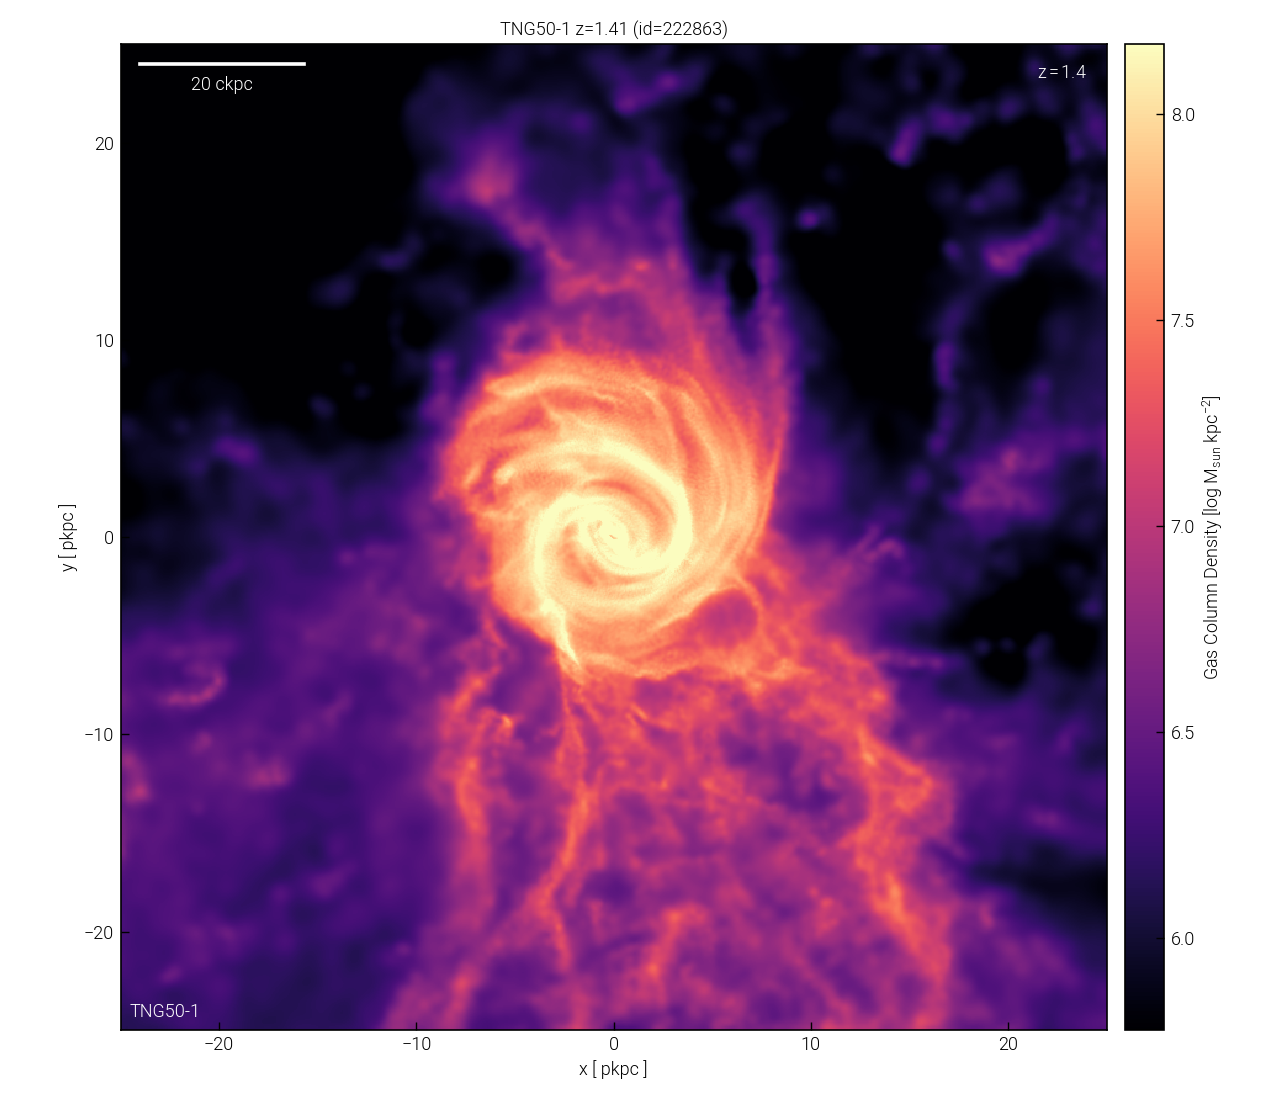 TNG50-1 z=1.41 (id=222863)
20 ckpc
z=1.4
20
10
0
−10
−20
y [ pkpc ]
TNG50-1
−20
−10
0
10
20
x [ pkpc ]
8.0
7.5
7.0
6.5
6.0
Gas Column Density [log M_sun kpc^−2]